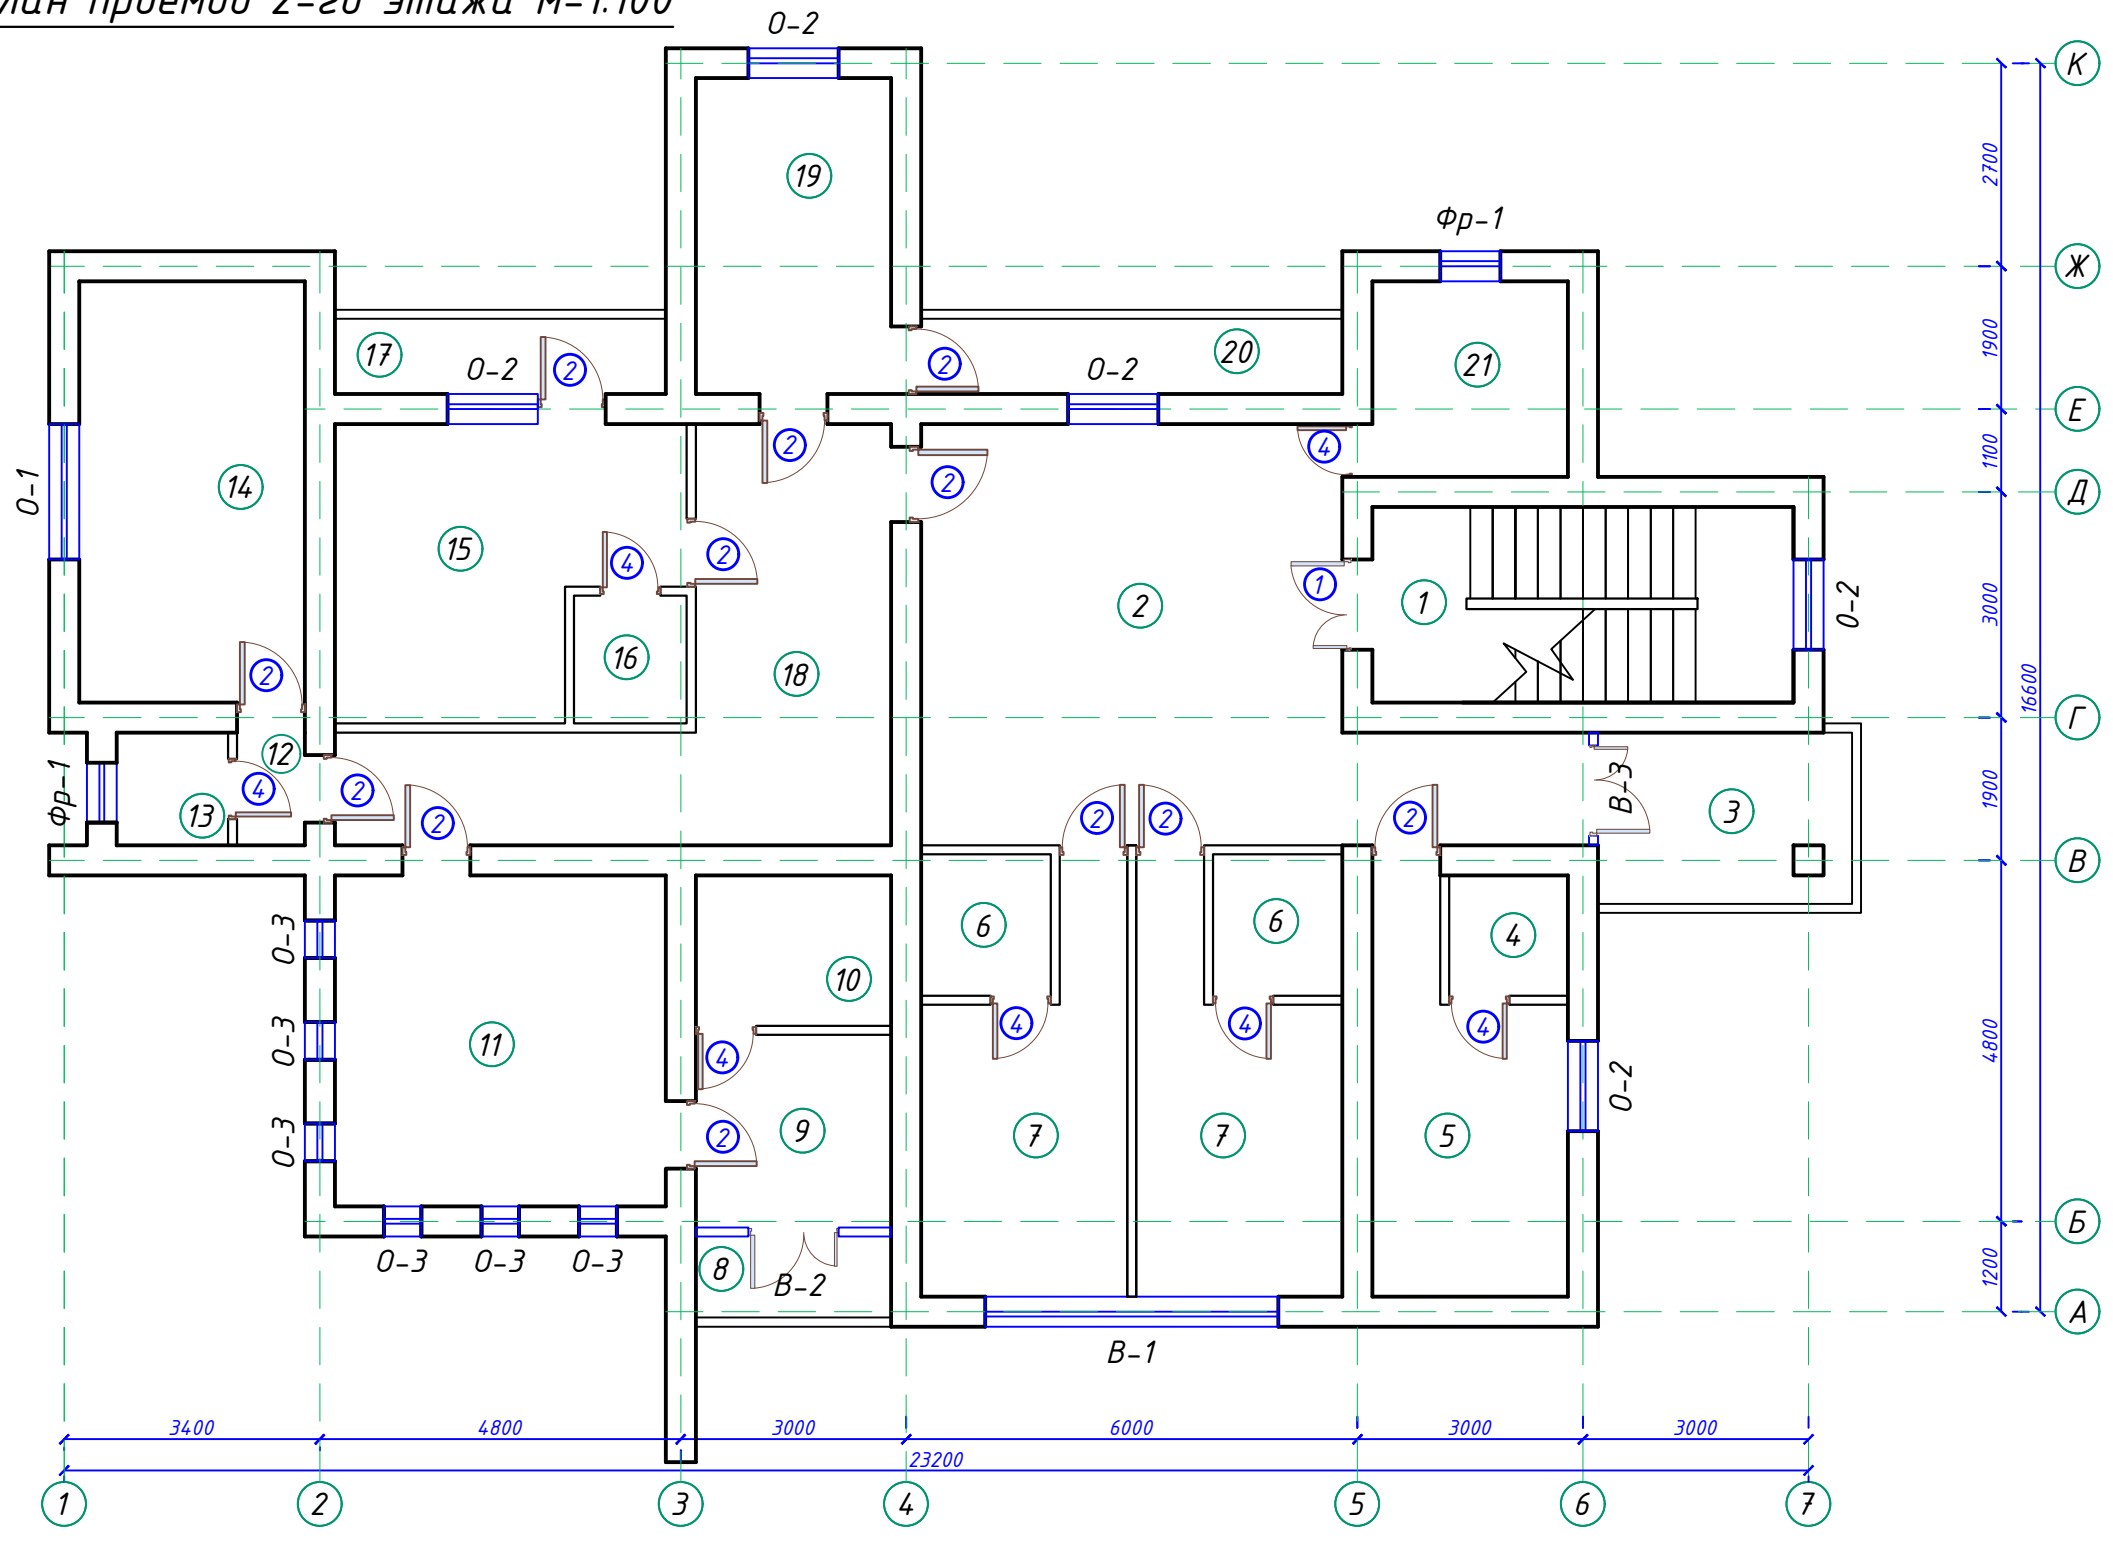 план проемов 2-го этажа М=1:100
О-2
К
2700
19
Фр-1
Ж
17
О-2
2
2
20
О-2
21
1900
Е
2
4
1100
О-1
14
2
Д
15
4
2
1
1
2
О-2
3000
16
18
2
16600
Г
12
Фр-1
4
2
13
2
2
2
2
В-3
3
1900
В
О-3
6
6
4
10
О-3
11
4
4
4
4
4800
О-2
О-3
2
9
7
7
5
Б
О-3
О-3
О-3
8
В-2
1200
А
В-1
3400
4800
3000
6000
3000
3000
23200
1
2
3
4
5
6
7